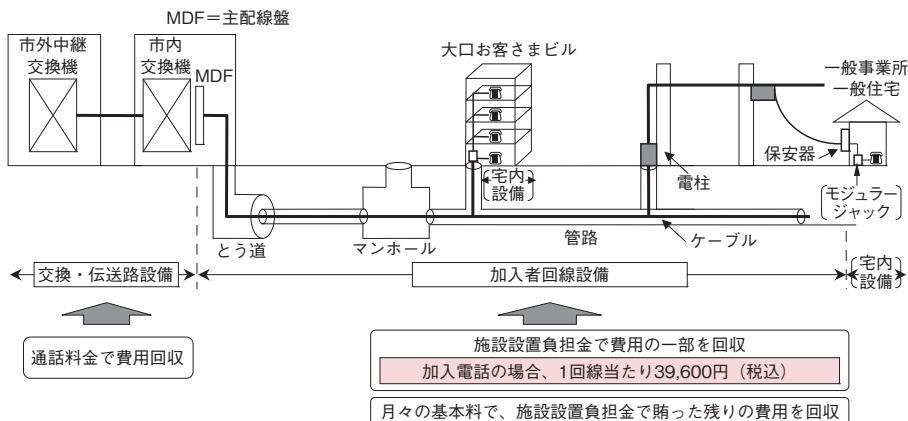 MDF＝主配線盤
市外中継
交換機
市内
交換機
MDF
大口お客さまビル
一般事業所
一般住宅
保安器
電柱
宅内
設備
モジュラー
ジャック
とう道
マンホール
管路
ケーブル
交換・伝送路設備
加入者回線設備
宅内
設備
通話料金で費用回収
施設設置負担金で費用の一部を回収
加入電話の場合、1回線当たり39,600円（税込）
月々の基本料で、施設設置負担金で賄った残りの費用を回収